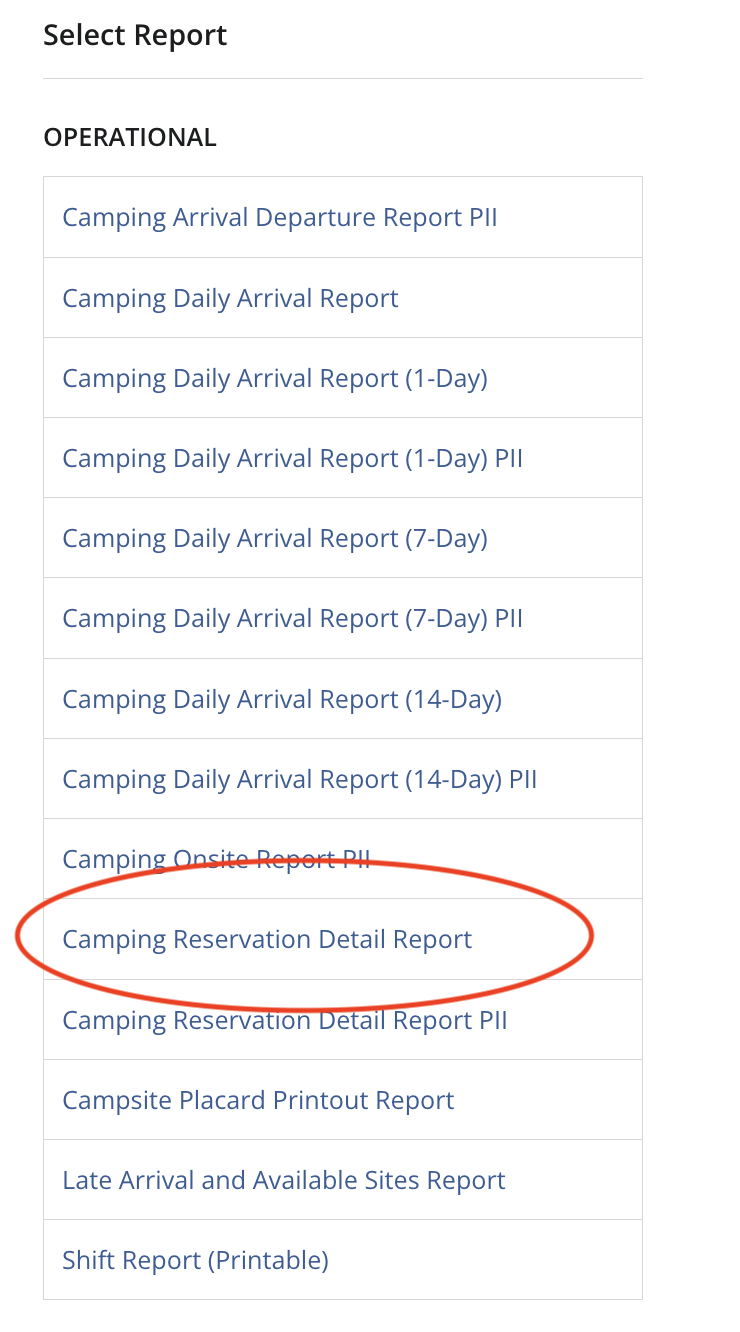 Select Report
OPERATIONAL
Camping Arrival Departure Report PII
Camping Daily Arrival Report
Camping Daily Arrival Report (1-Day)
Camping Daily Arrival Report (1-Day) PII
Camping Daily Arrival Report (7-Day)
Camping Daily Arrival Report (7-Day) PII
Camping Daily Arrival Report (14-Day)
Camping Daily Arrival Report (14-Day) PII
Camping Onsite Report PII
Camping Reservation Detail Report
Camping Reservation Detail Report PII
Campsite Placard Printout Report
Late Arrival and Available Sites Report
Shift Report (Printable)